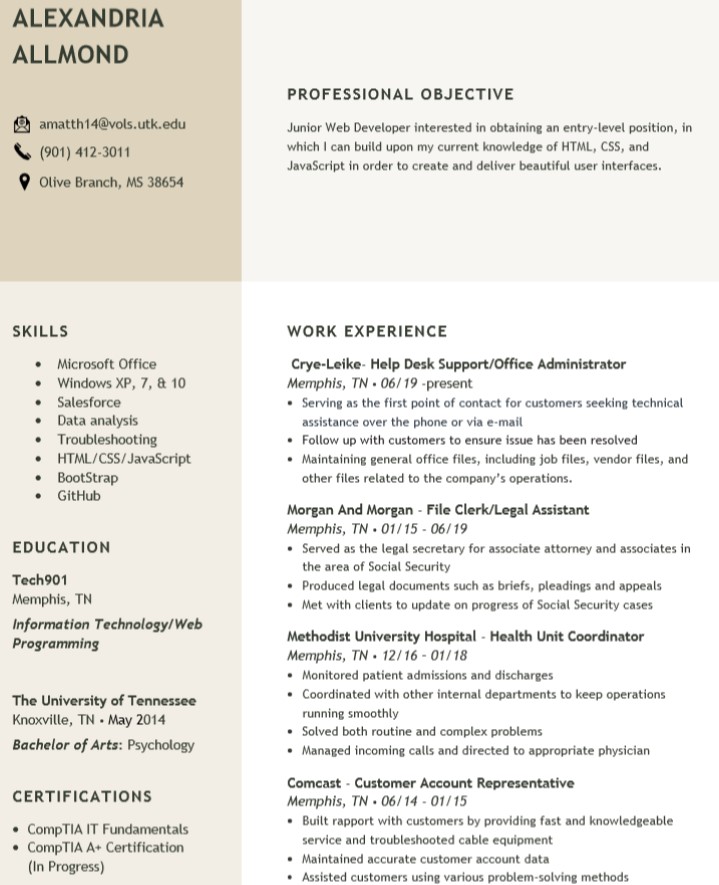 ALEXANDRIA
ALLMOND
amatth14@vols.utk.edu
(901) 412-3011
Olive Branch, MS 38654
PROFESSIONAL OBJECTIVE
Junior Web Developer interested in obtaining an entry-level position, in
which I can build upon my current knowledge of HTML, CSS, and
JavaScript in order to create and deliver beautiful user interfaces.
SKILLS
• Microsoft Office
• Windows XP, 7, & 10
• Salesforce
• Data analysis
• Troubleshooting
• HTML/CSS/JavaScript
• BootStrap
• GitHub
EDUCATION
Tech901
Memphis, TN
Information Technology/Web
Programming
The University of Tennessee
Knoxville, TN • May 2014
Bachelor of Arts: Psychology
CERTIFICATIONS
• CompTIA IT Fundamentals
• CompTIA A+ Certification
(In Progress)
WORK EXPERIENCE
Crye-Leike- Help Desk Support/Office Administrator
Memphis, TN • 06/19 -present
• Serving as the first point of contact for customers seeking technical
assistance over the phone or via e-mail
• Follow up with customers to ensure issue has been resolved
• Maintaining general office files, including job files, vendor files, and
other files related to the company's operations.
Morgan And Morgan - File Clerk/Legal Assistant
Memphis, TN • 01/15 - 06/19
• Served as the legal secretary for associate attorney and associates in
the area of Social Security
• Produced legal documents such as briefs, pleadings and appeals
• Met with clients to update on progress of Social Security cases
Methodist University Hospital - Health Unit Coordinator
Memphis, TN • 12/16 - 01/18
• Monitored patient admissions and discharges
• Coordinated with other internal departments to keep operations
running smoothly
• Solved both routine and complex problems
• Managed incoming calls and directed to appropriate physician
Comcast - Customer Account Representative
Memphis, TN • 06/14 - 01/15
• Built rapport with customers by providing fast and knowledgeable
service and troubleshooted cable equipment
• Maintained accurate customer account data
• Assisted customers using various problem-solving methods